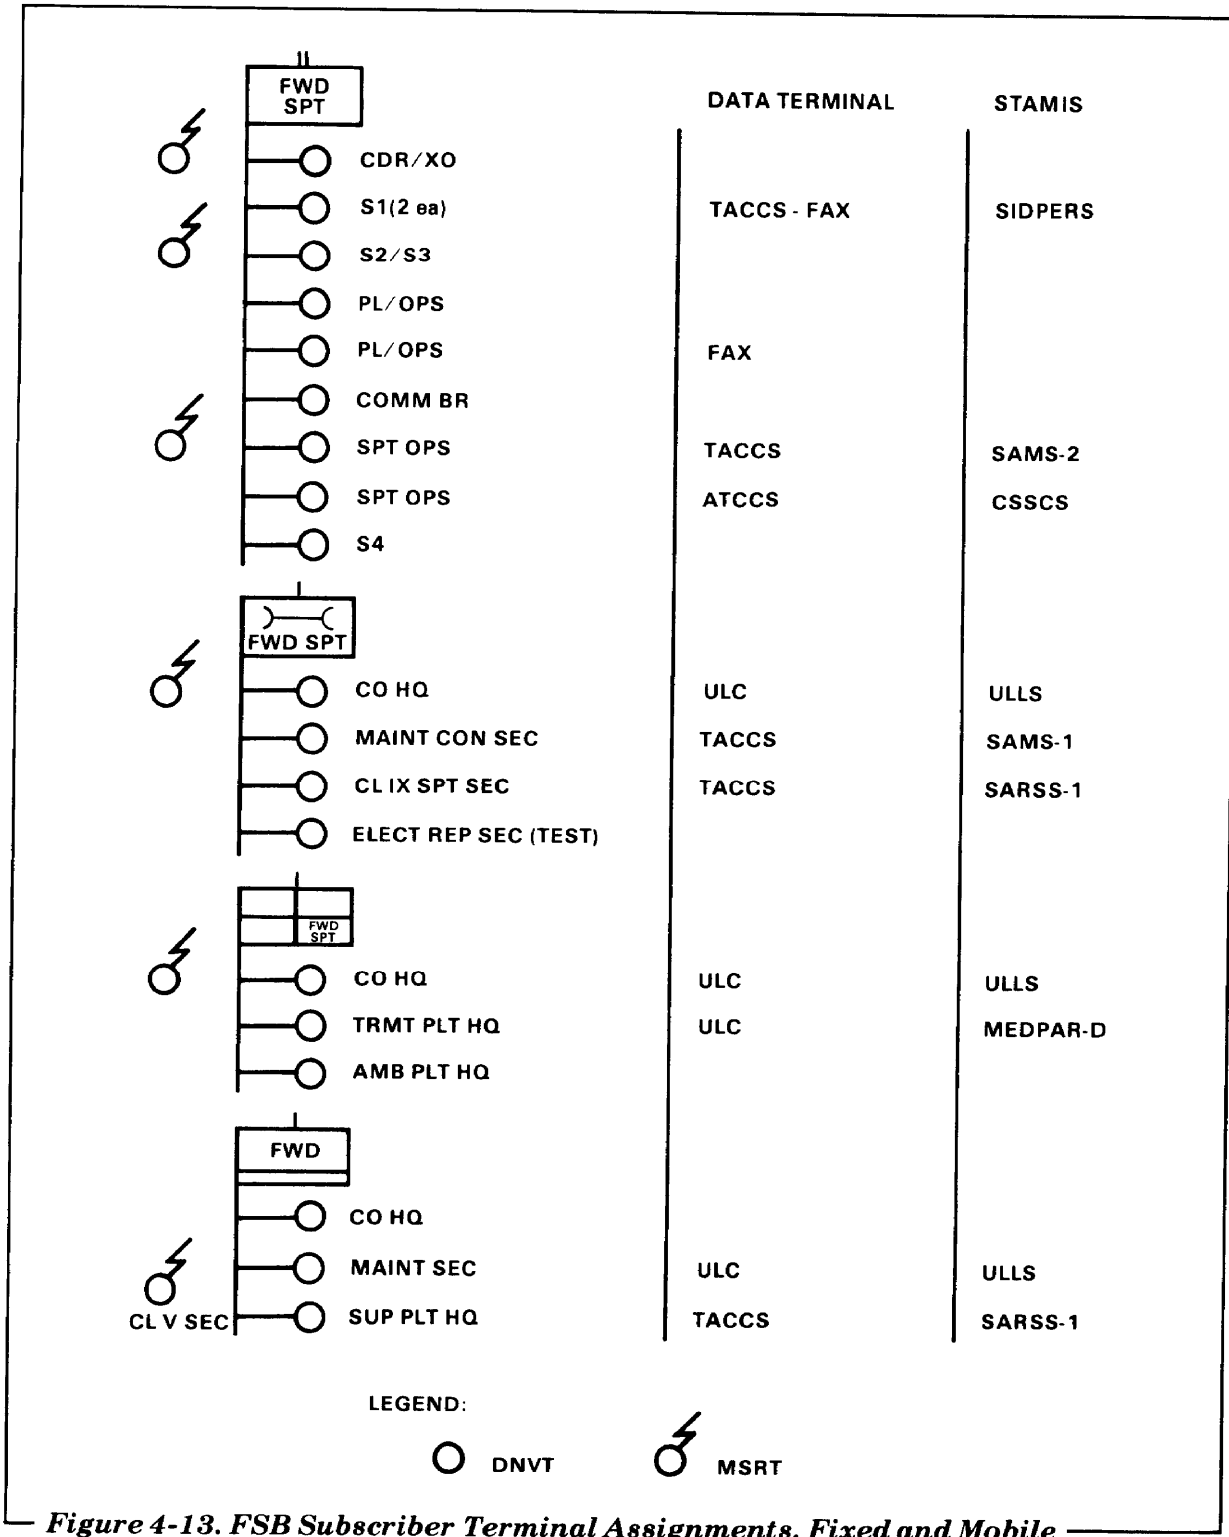 FWD
SPT
DATA TERMINAL STAMIS
CDR/XO
S1(2 ea) TACCS - FAX SIDPERS
S2/S3
PL/OPS
PL/OPS FAX
COMM BR
SPT OPS TACCS SAMS-2
SPT OPS ATCCS CSSCS
S4
FWD SPT
CO HQ ULC ULLS
MAINT CON SEC TACCS SAMS-1
CL IX SPT SEC TACCS SARSS-1
ELECT REP SEC (TEST)
FWD
SPT
CO HQ ULC ULLS
TRMT PLT HQ ULC MEDPAR-D
AMB PLT HQ
FWD
CO HQ
MAINT SEC ULC ULLS
CL V SEC SUP PLT HQ TACCS SARSS-1
LEGEND:
DNVT MSRT
Figure 4-13. FSB Subscriber Terminal Assignments, Fixed and Mobile